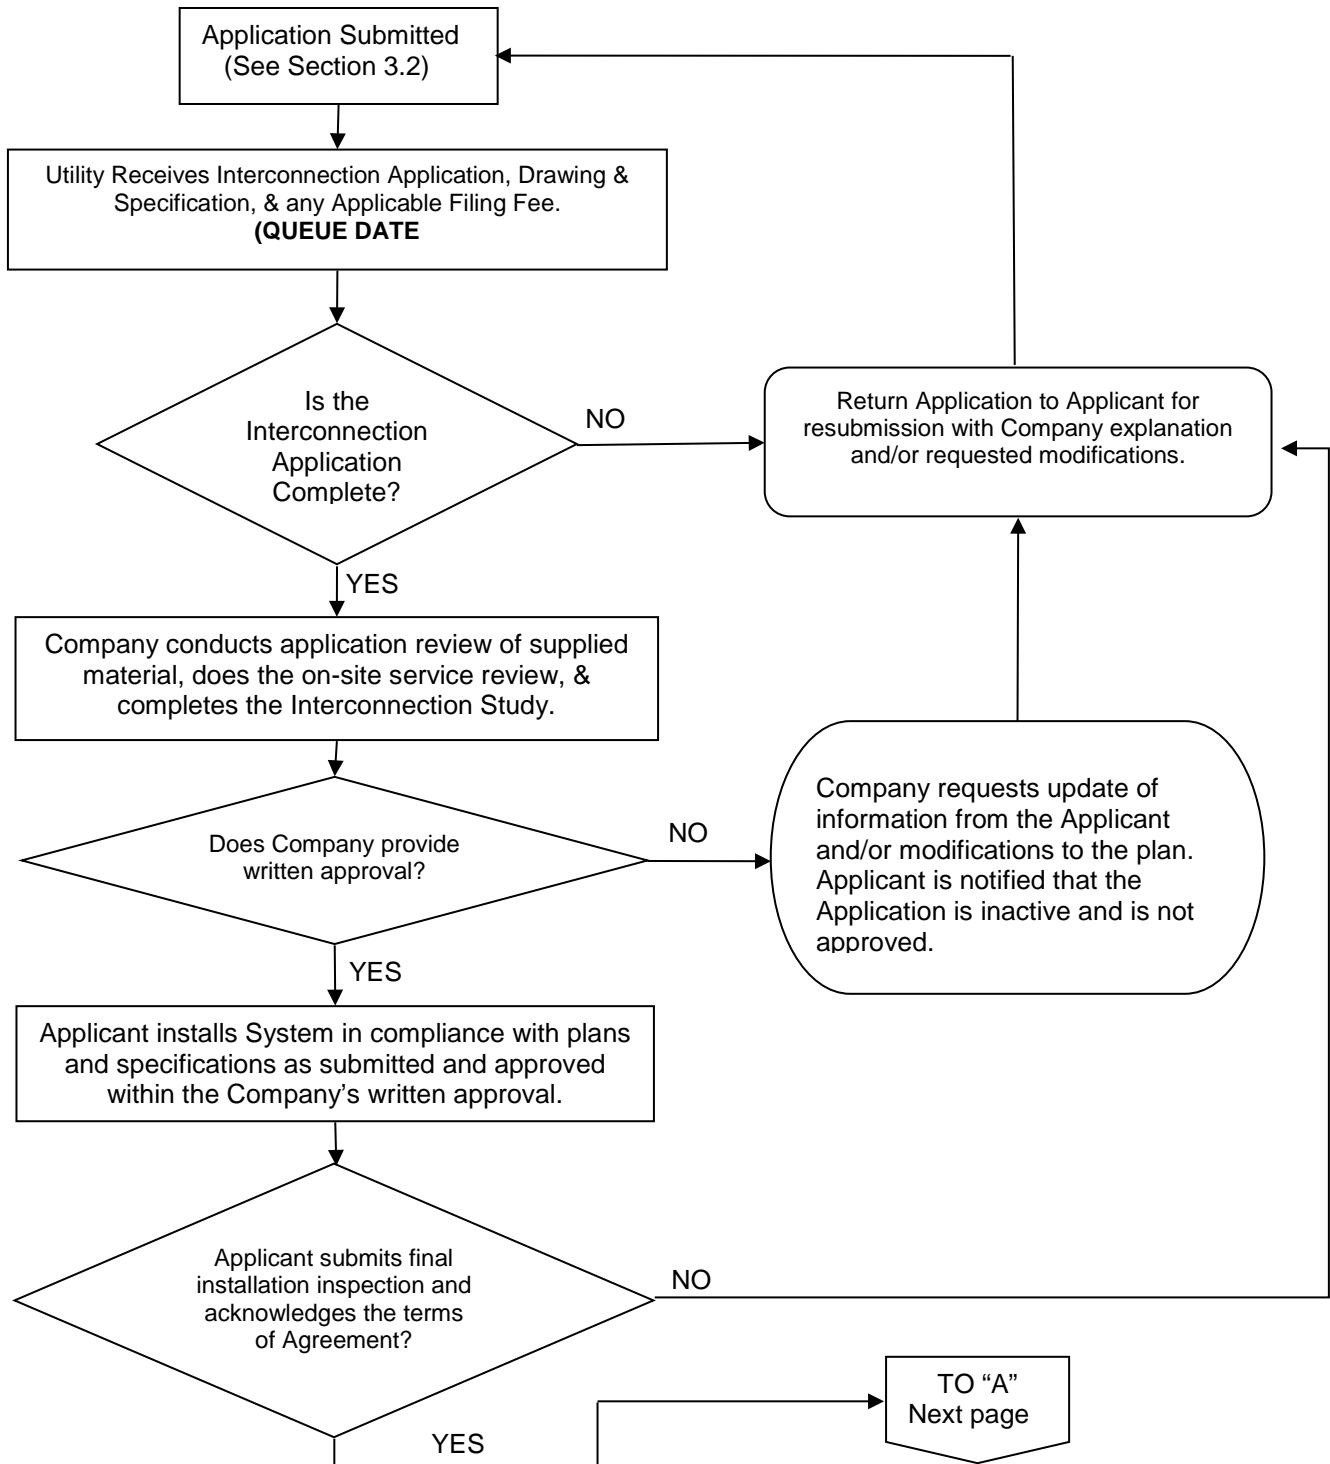 Application Submitted
(See Section 3.2)
Utility Receives Interconnection Application, Drawing &
Specification, & any Applicable Filing Fee.
(QUEUE DATE
Is the
Interconnection
Application
Complete?
NO
Return Application to Applicant for
resubmission with Company explanation
and/or requested modifications.
YES
Company conducts application review of supplied
material, does the on-site service review, &
completes the Interconnection Study.
Does Company provide
written approval?
NO
Company requests update of
information from the Applicant
and/or modifications to the plan.
Applicant is notified that the
Application is inactive and is not
approved.
YES
Applicant installs System in compliance with plans
and specifications as submitted and approved
within the Company’s written approval.
Applicant submits final
installation inspection and
acknowledges the terms
of Agreement?
NO
TO “A”
Next page
YES